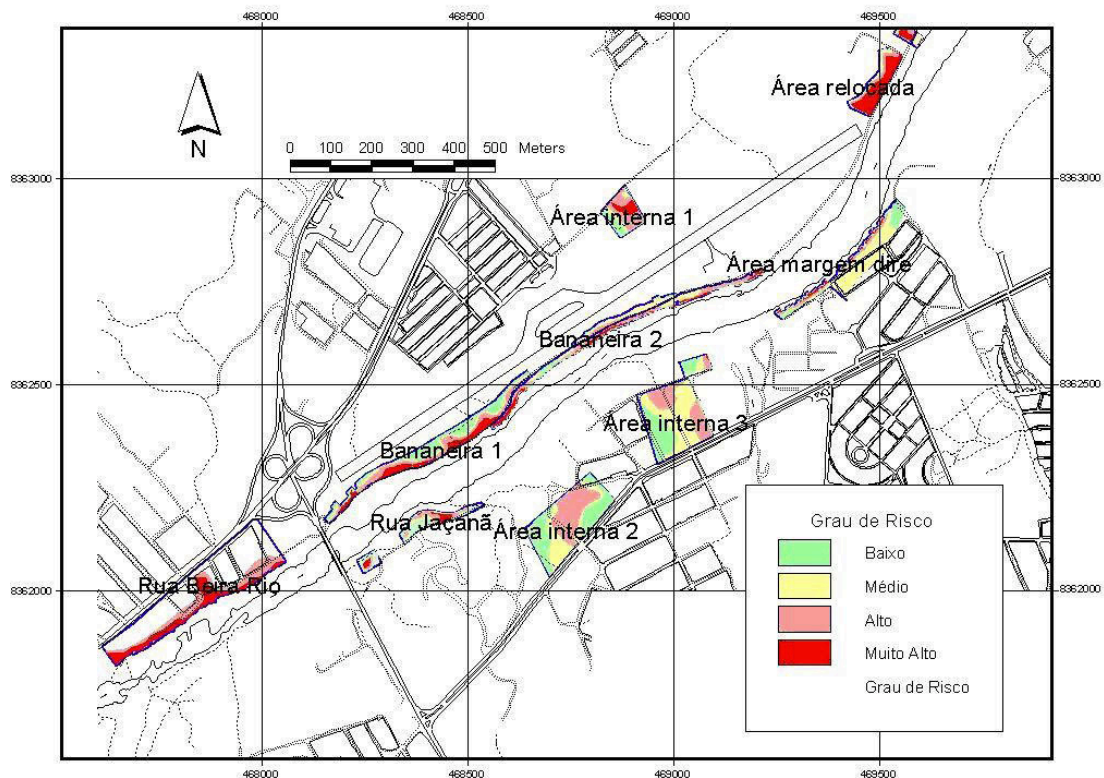 468000 468500 469000 469500
Área relocada
N
0 100 200 300 400 500 Meters
8363000 8363000
Área interna 1
Área margem dire
Bananeira 2
8362500 8362500
Área interna 3
Bananeira 1
Rua Jaçanã
Área interna 2
Rua Beira Rio
8362000 8362000
Grau de Risco
Baixo
Médio
Alto
Muito Alto
Grau de Risco
468000 468500 469000 469500